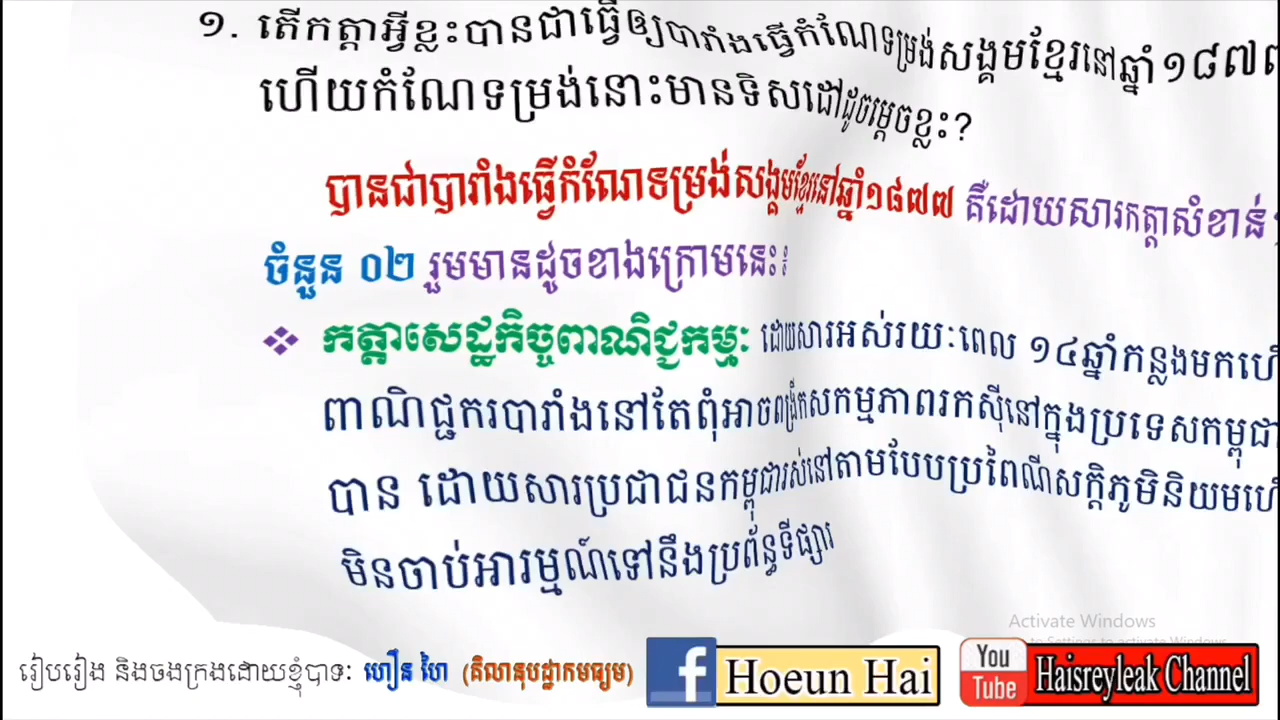 ១. តើកត្តាអ្វីខ្លះបានជាធ្វើឲ្យបារាំងធ្វើកំណែទម្រង់សង្គមខ្មែរនៅឆ្នាំ១៨៧៧
ហើយកំណែទម្រង់នោះមានទិសដៅដូចម្ដេចខ្លះ?
បានជាបារាំងធ្វើកំណែទម្រង់សង្គមខ្មែរនៅឆ្នាំ១៨៧៧ គឺដោយសារកត្តាសំខាន់
ចំនួន ០២ រួមមានដូចខាងក្រោមនេះ៖
❖ កត្តាសេដ្ឋកិច្ចពាណិជ្ជកម្មៈ ដោយសារអស់រយៈពេល ១៤ឆ្នាំកន្លងមកហើ
ពាណិជ្ជករបារាំងនៅតែពុំអាចពង្រីកសកម្មភាពរកស៊ីនៅក្នុងប្រទេសកម្ពុជា
បាន ដោយសារប្រជាជនកម្ពុជារស់នៅតាមបែបប្រពៃណីសក្តិភូមិនិយមហើ
មិនចាប់អារម្មណ៍ទៅនឹងប្រព័ន្ធទីផ្សារ
Activate Windows
to Settings to activate Windows.
រៀបរៀង និងចងក្រងដោយខ្ញុំបាទៈ ហឿន ហៃ (គិលានុបដ្ឋាកមធ្យម)
Hoeun Hai
You Tube
Haisreyleak Channel